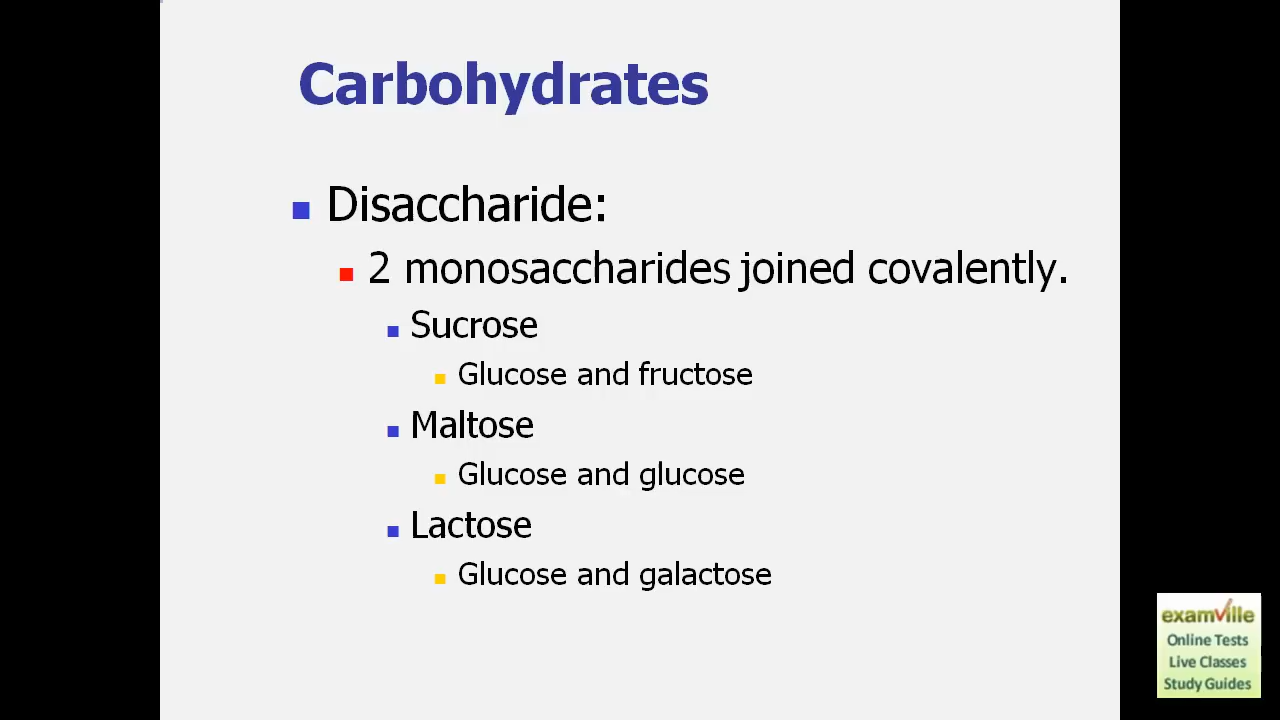 Carbohydrates
Disaccharide:
2 monosaccharides joined covalently.
Sucrose
Glucose and fructose
Maltose
Glucose and glucose
Lactose
Glucose and galactose
examville
Online Tests
Live Classes
Study Guides